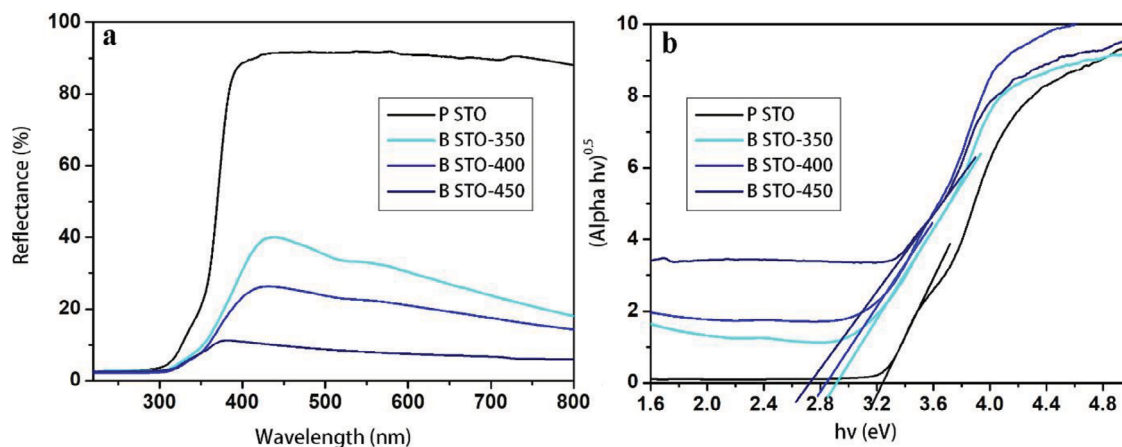 a
100
80
60
40
20
0
Reflectance (%)
P STO
B STO-350
B STO-400
B STO-450
300 400 500 600 700 800
Wavelength (nm)
b
10
8
6
4
2
0
(Alpha hv)^0.5
P STO
B STO-350
B STO-400
B STO-450
1.6 2.0 2.4 2.8 3.2 3.6 4.0 4.4 4.8
hv (eV)